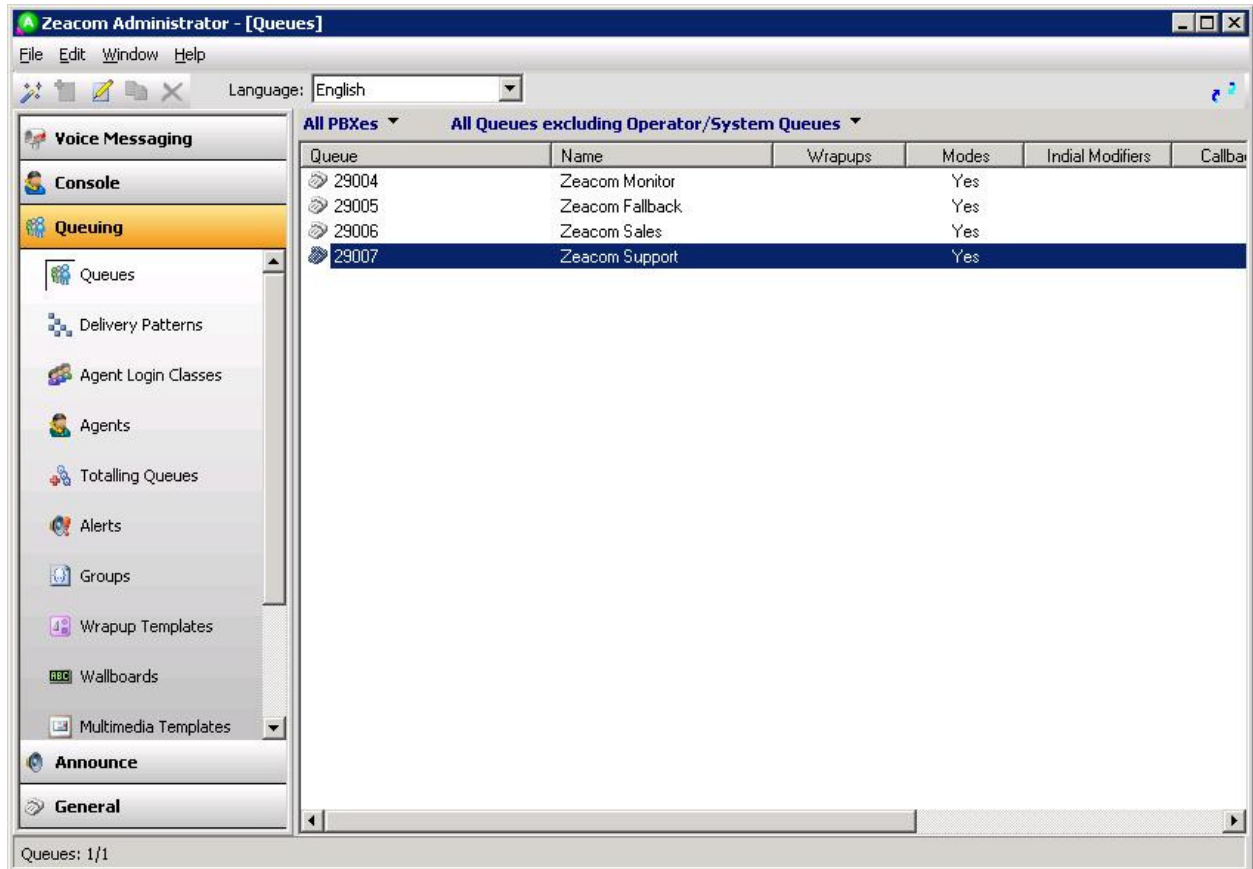 Zeacom Administrator - [Queues]
File Edit Window Help
Language: English
Voice Messaging
Console
Queuing
Queues
Delivery Patterns
Agent Login Classes
Agents
Totalling Queues
Alerts
Groups
Wrapup Templates
ABC Wallboards
Multimedia Templates
Announce
General
All PBXes All Queues excluding Operator/System Queues
Queue Name Wrapups Modes Indial Modifiers Callba
29004 Zeacom Monitor Yes
29005 Zeacom Fallback Yes
29006 Zeacom Sales Yes
29007 Zeacom Support Yes
Queues: 1/1